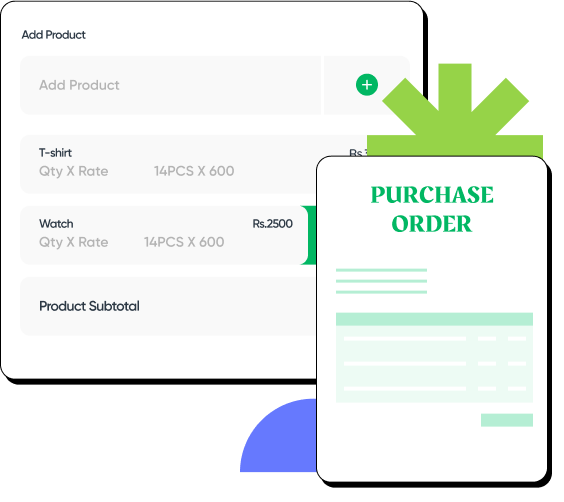 Add Product
Add Product
T-shirt
Rs.
Qty X Rate 14PCS X 600
Watch Rs.2500
Qty X Rate 14PCS X 600
Product Subtotal
PURCHASE
ORDER